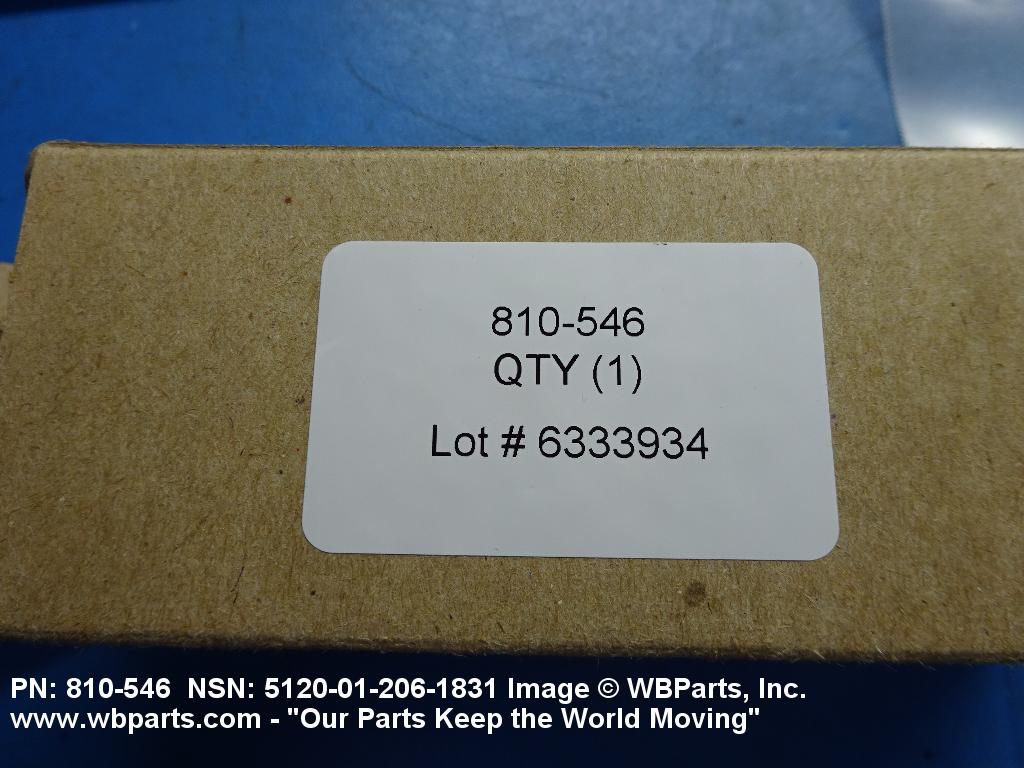 810-546
QTY (1)
Lot # 6333934
PN: 810-546 NSN: 5120-01-206-1831 Image © WBParts, Inc.
www.wbparts.com - "Our Parts Keep the World Moving"